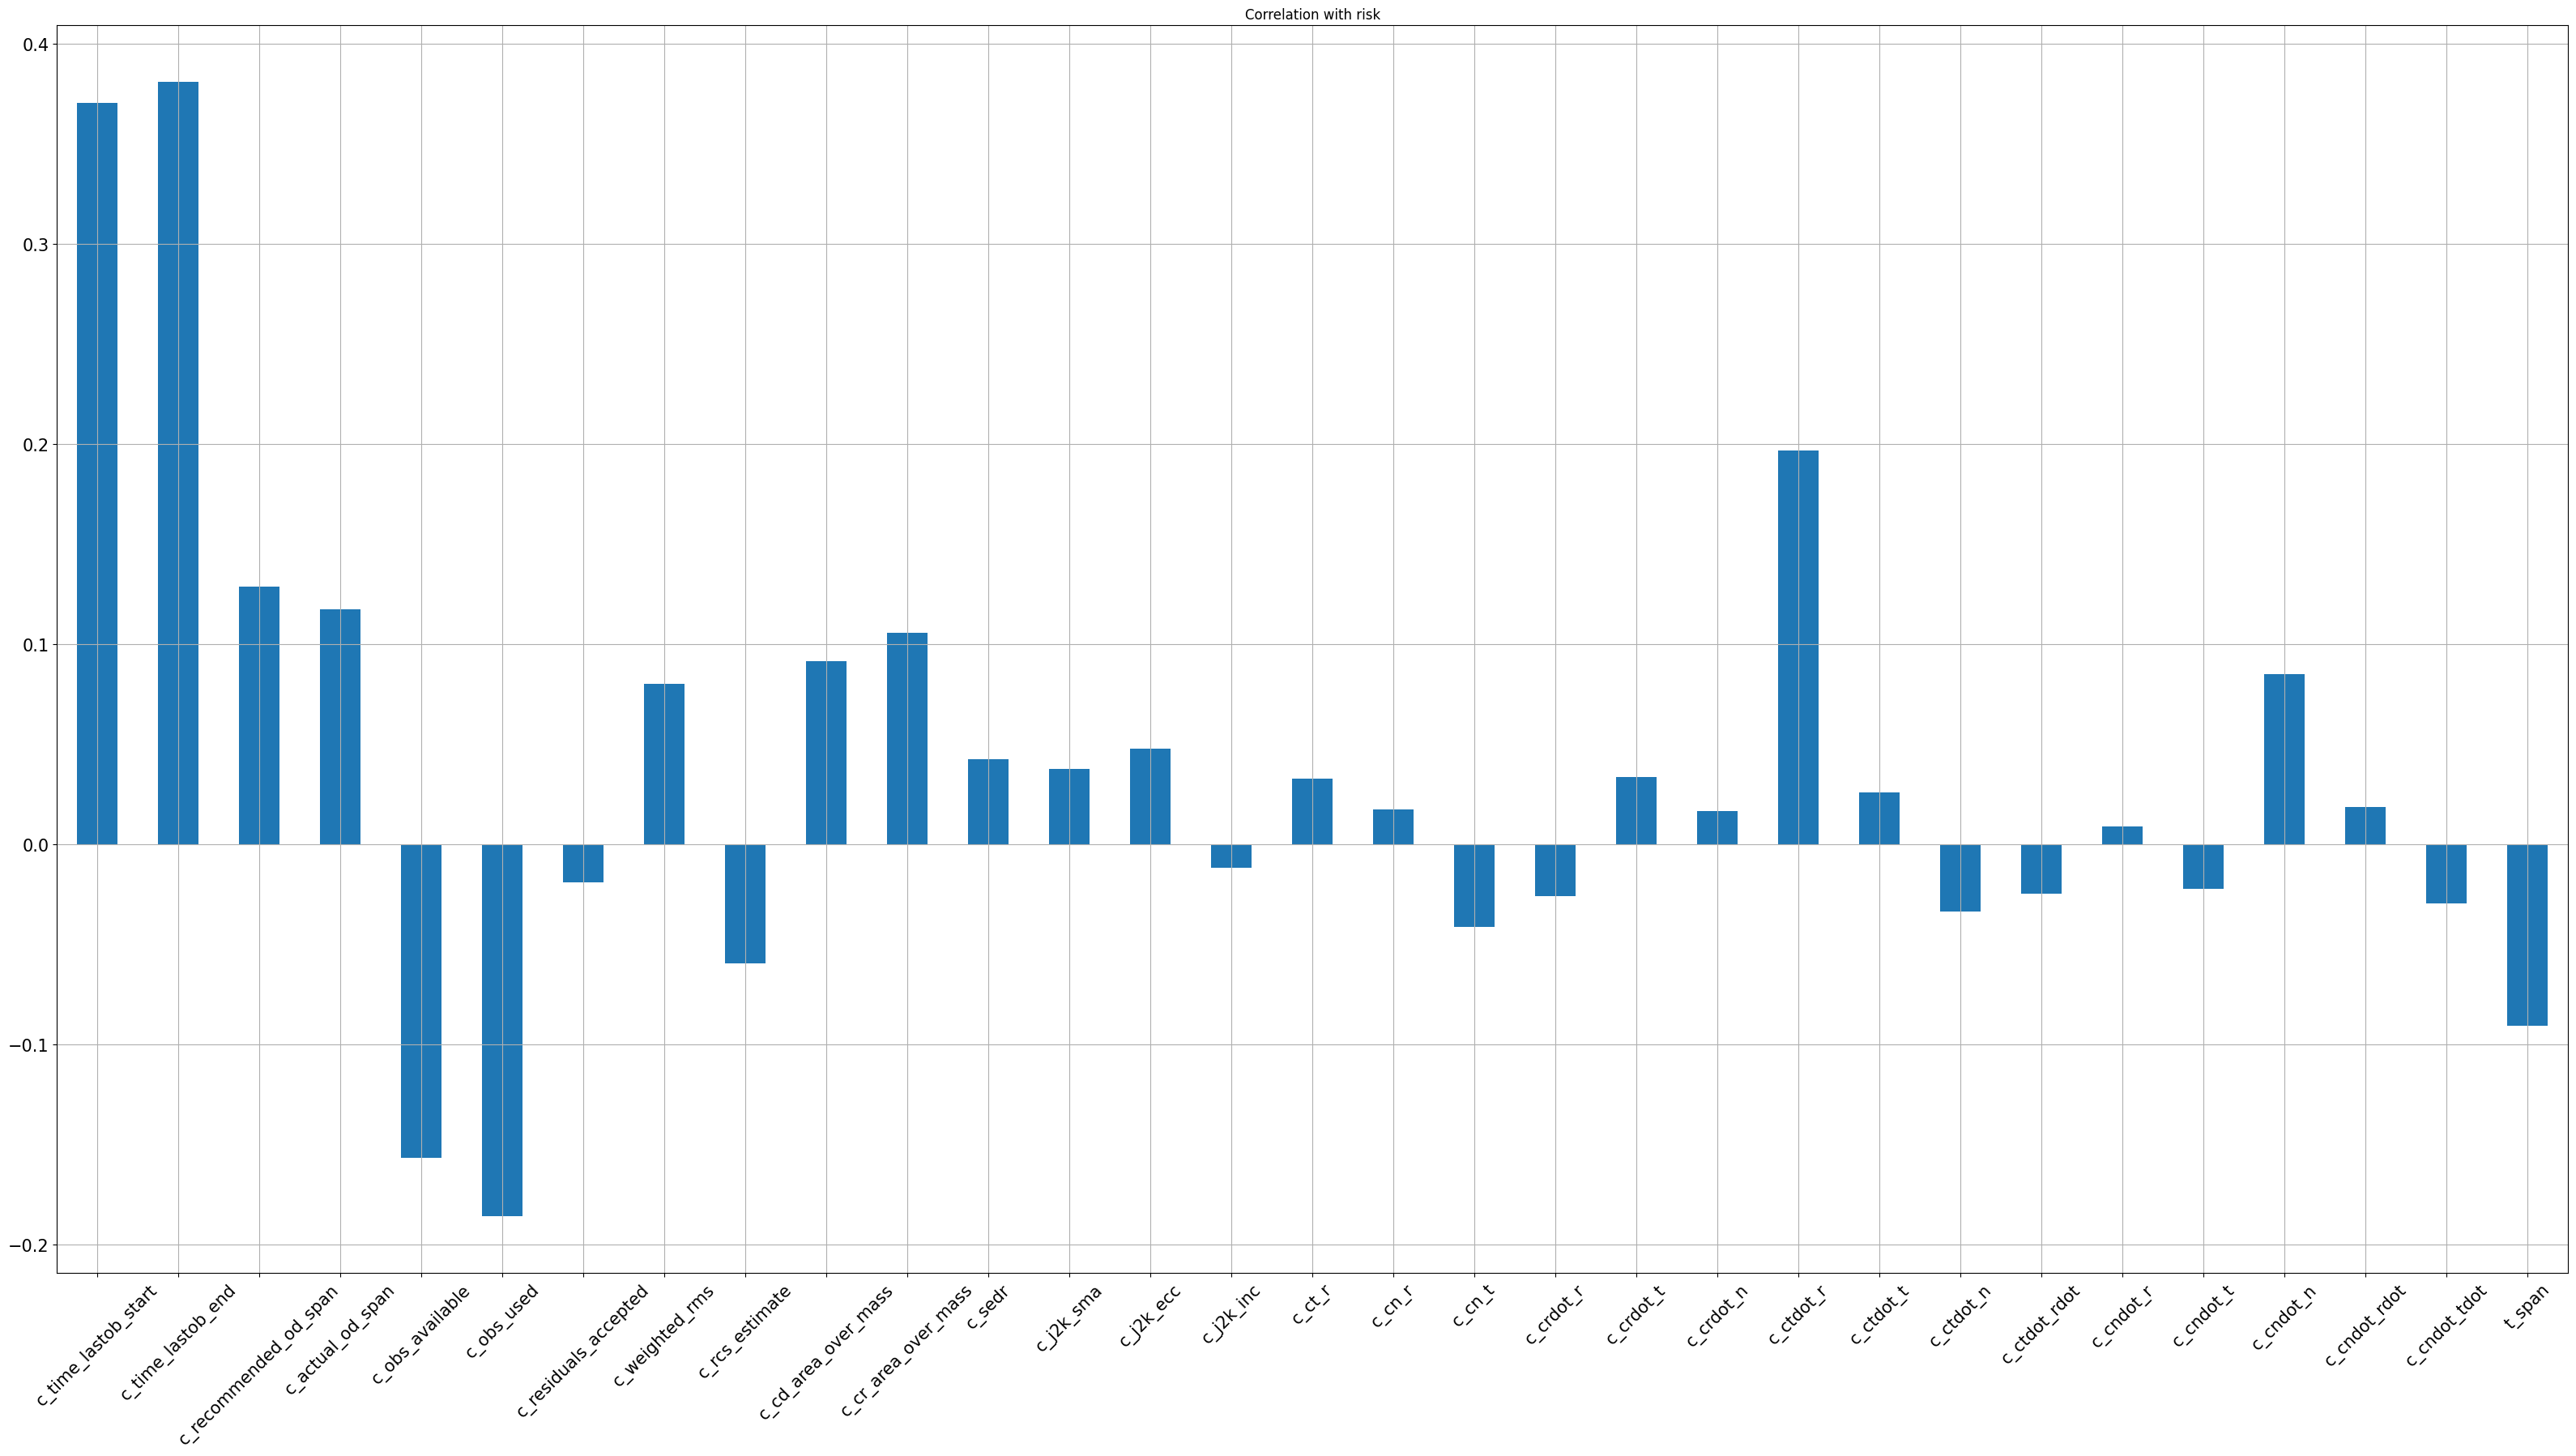 Correlation with risk
0.4
0.3
0.2
0.1
0.0
−0.1
−0.2
c_time_lastob_start
c_time_lastob_end
c_recommended_od_span
c_actual_od_span
c_obs_available
c_obs_used
c_residuals_accepted
c_weighted_rms
c_rcs_estimate
c_cd_area_over_mass
c_cr_area_over_mass
c_sedr
c_j2k_sma
c_j2k_ecc
c_j2k_inc
c_ct_r
c_cn_r
c_cn_t
c_crdot_r
c_crdot_t
c_crdot_n
c_ctdot_r
c_ctdot_t
c_ctdot_n
c_ctdot_rdot
c_cndot_r
c_cndot_t
c_cndot_n
c_cndot_rdot
c_cndot_tdot
t_span